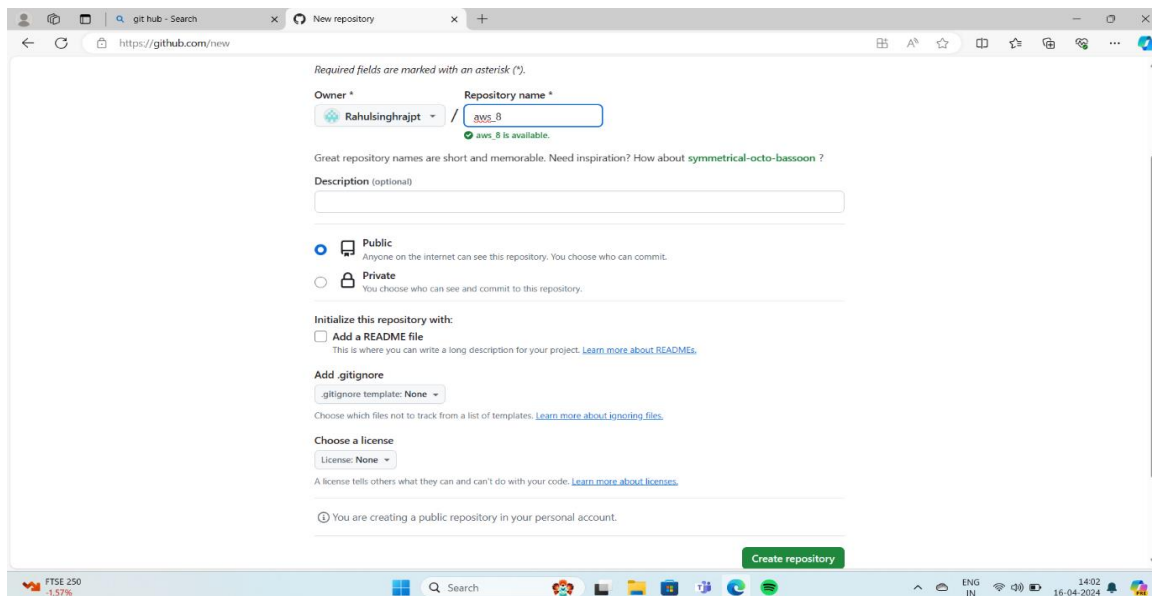 git hub - Search
New repository
https://github.com/new
Required fields are marked with an asterisk (*).
Owner * Repository name *
Rahulsinghrajpt / aws_8
aws_8 is available.
Great repository names are short and memorable. Need inspiration? How about symmetrical-octo-bassoon ?
Description (optional)
Public
Anyone on the internet can see this repository. You choose who can commit.
Private
You choose who can see and commit to this repository.
Initialize this repository with:
Add a README file
This is where you can write a long description for your project. Learn more about READMEs.
Add .gitignore
.gitignore template: None
Choose which files not to track from a list of templates. Learn more about ignoring files.
Choose a license
License: None
A license tells others what they can and can't do with your code. Learn more about licenses.
You are creating a public repository in your personal account.
Create repository
FTSE 250
-1.57%
Search
ENG
IN
14:02
16-04-2024